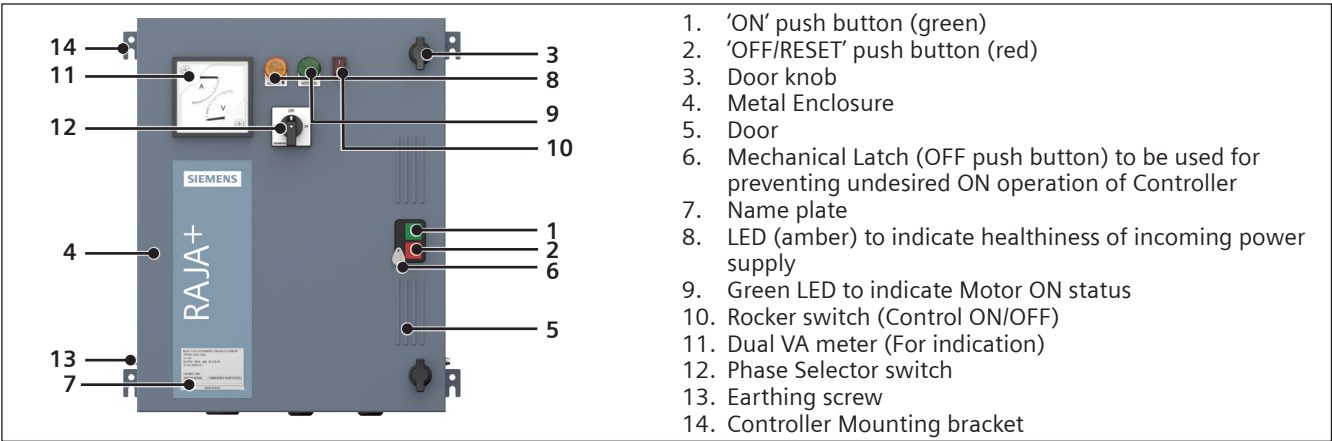 14
11
12
4
13
7
3
8
9
10
1
2
6
5
A
V
OFF
SIEMENS
RAJA+
1. 'ON' push button (green)
2. 'OFF/RESET' push button (red)
3. Door knob
4. Metal Enclosure
5. Door
6. Mechanical Latch (OFF push button) to be used for
preventing undesired ON operation of Controller
7. Name plate
8. LED (amber) to indicate healthiness of incoming power
supply
9. Green LED to indicate Motor ON status
10. Rocker switch (Control ON/OFF)
11. Dual VA meter (For indication)
12. Phase Selector switch
13. Earthing screw
14. Controller Mounting bracket